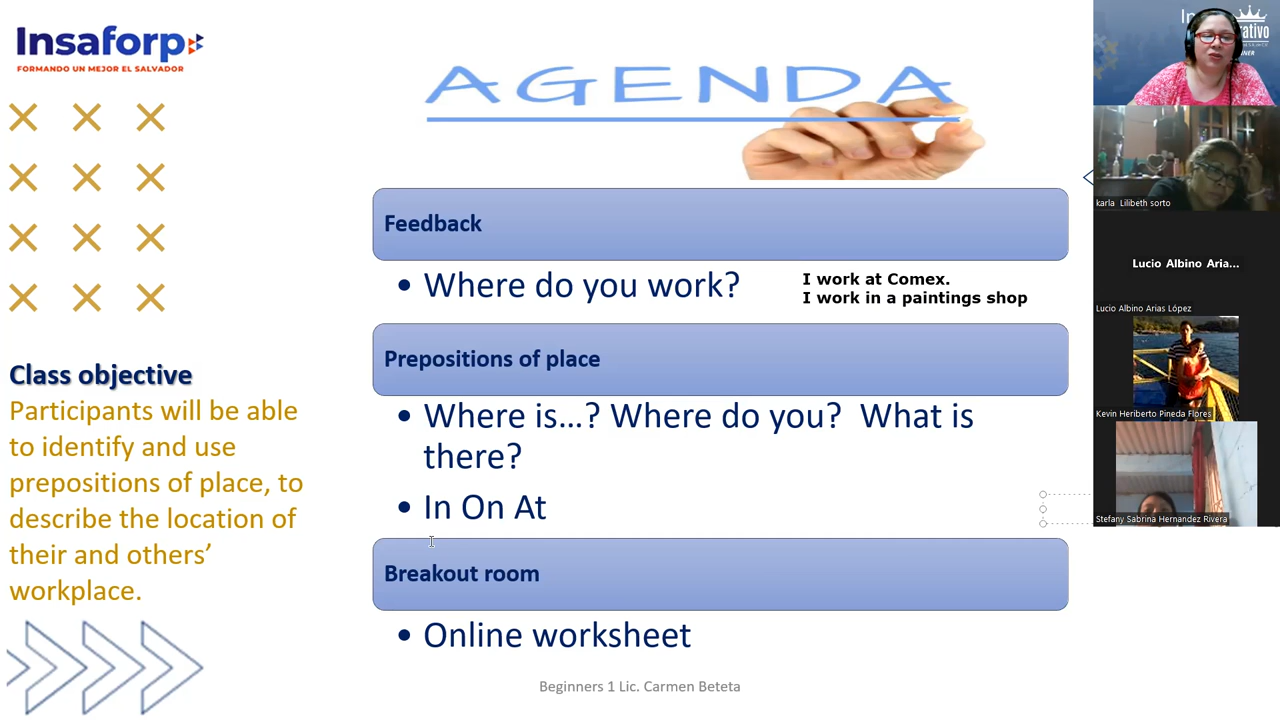 Insaforp
FORMANDO UN MEJOR EL SALVADOR
AGENDA
Feedback
• Where do you work?
I work at Comex.
I work in a paintings shop
Prepositions of place
• Where is...? Where do you? What is
there?
• In On At
Breakout room
• Online worksheet
Class objective
Participants will be able
to identify and use
prepositions of place, to
describe the location of
their and others’
workplace.
Beginners 1 Lic. Carmen Beteta
karla Lilibeth sorto
Lucio Albino Aria...
Lucio Albino Arias López
Kevin Heriberto Pineda Flores
Stefany Sabrina Hernandez Rivera